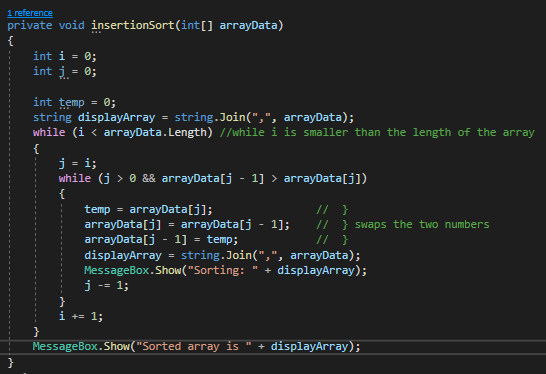 1 reference
private void insertionSort(int[] arrayData)
{
int i = 0;
int j = 0;
int temp = 0;
string displayArray = string.Join(",", arrayData);
while (i < arrayData.Length) //while i is smaller than the length of the array
{
j = i;
while (j > 0 && arrayData[j - 1] > arrayData[j])
{
temp = arrayData[j]; // }
arrayData[j] = arrayData[j - 1]; // } swaps the two numbers
arrayData[j - 1] = temp; // }
displayArray = string.Join(",", arrayData);
MessageBox.Show("Sorting: " + displayArray);
j -= 1;
}
i += 1;
}
MessageBox.Show("Sorted array is " + displayArray);
}